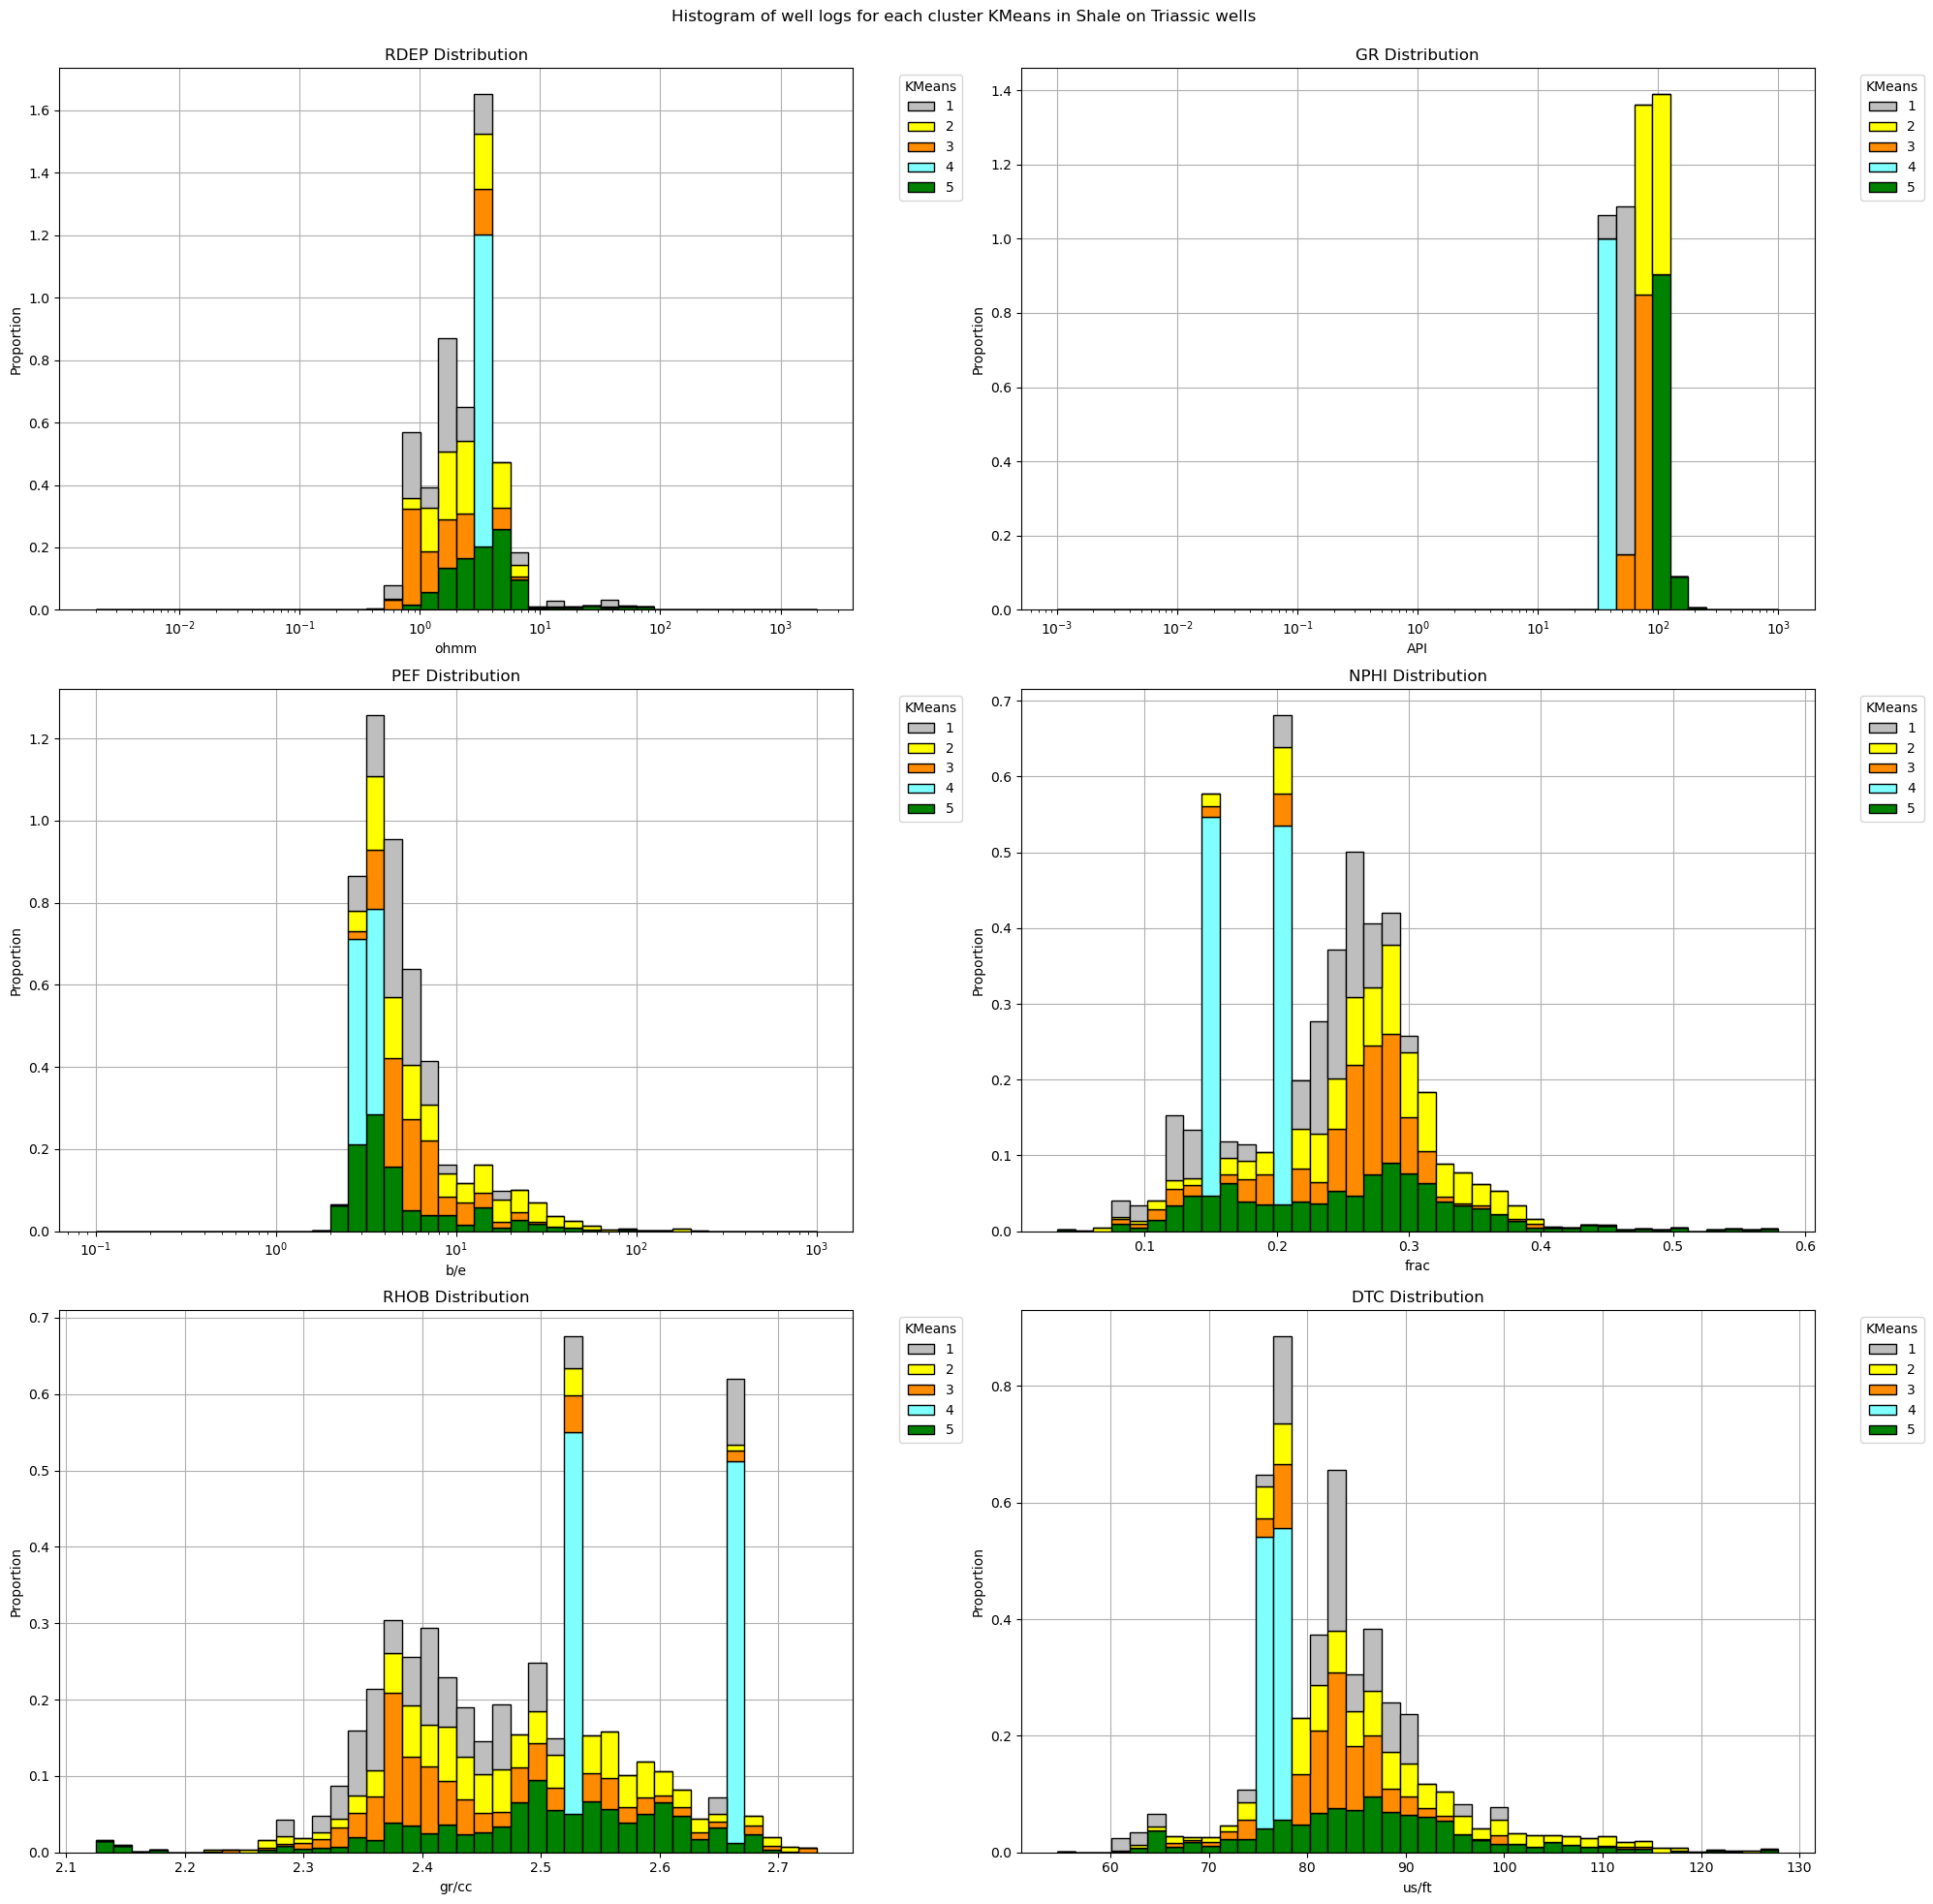 Histogram of well logs for each cluster KMeans in Shale on Triassic wells
RDEP Distribution
Proportion
1.6
1.4
1.2
1.0
0.8
0.6
0.4
0.2
0.0
10⁻² 10⁻¹ 10⁰ 10¹ 10² 10³
ohmm
KMeans
1
2
3
4
5
GR Distribution
Proportion
1.4
1.2
1.0
0.8
0.6
0.4
0.2
0.0
10⁻³ 10⁻² 10⁻¹ 10⁰ 10¹ 10² 10³
API
KMeans
1
2
3
4
5
PEF Distribution
Proportion
1.2
1.0
0.8
0.6
0.4
0.2
0.0
10⁻¹ 10⁰ 10¹ 10² 10³
b/e
KMeans
1
2
3
4
5
NPHI Distribution
Proportion
0.7
0.6
0.5
0.4
0.3
0.2
0.1
0.0
0.1 0.2 0.3 0.4 0.5 0.6
frac
KMeans
1
2
3
4
5
RHOB Distribution
Proportion
0.7
0.6
0.5
0.4
0.3
0.2
0.1
0.0
2.1 2.2 2.3 2.4 2.5 2.6 2.7
gr/cc
KMeans
1
2
3
4
5
DTC Distribution
Proportion
0.8
0.6
0.4
0.2
0.0
60 70 80 90 100 110 120 130
us/ft
KMeans
1
2
3
4
5